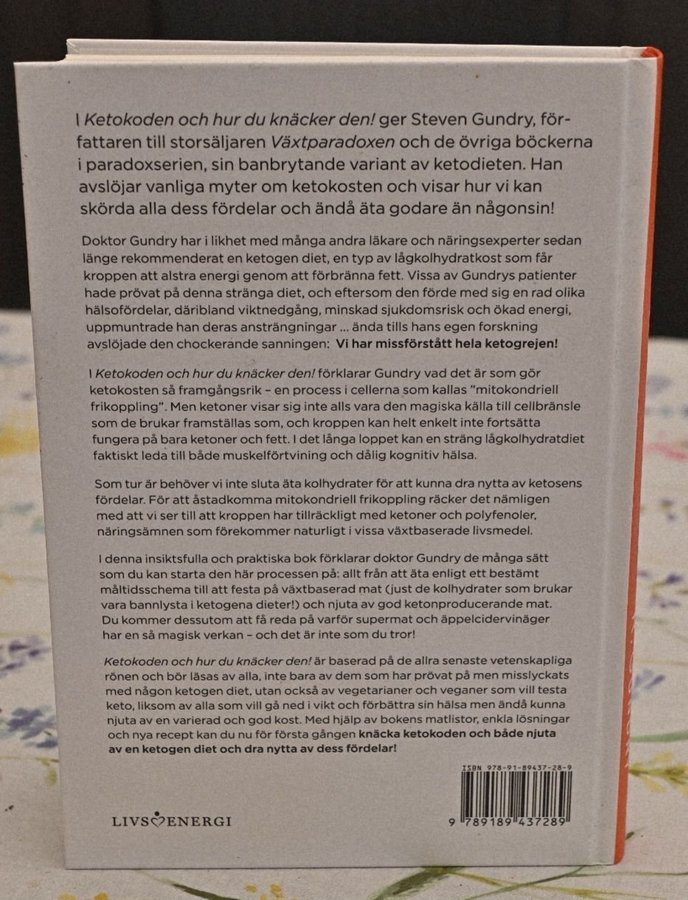 I Ketokoden och hur du knäcker den! ger Steven Gundry, för-
fattaren till storsäljaren Växtparadoxen och de övriga böckerna
i paradoxserien, sin banbrytande variant av ketodieten. Han
avslöjar vanliga myter om ketokosten och visar hur vi kan
skörda alla dess fördelar och ändå äta godare än någonsin!
Doktor Gundry har i likhet med många andra läkare och näringsexperter sedan
länge rekommenderat en ketogen diet, en typ av lågkolhydratkost som får
kroppen att alstra energi genom att förbränna fett. Vissa av Gundrys patienter
hade prövat på denna stränga diet, och eftersom den förde med sig en rad olika
hälsofördelar, däribland viktnedgång, minskad sjukdomsrisk och ökad energi,
uppmuntrade han deras ansträngningar ... ända tills hans egen forskning
avslöjade den chockerande sanningen: Vi har missförstått hela ketogrejen!
I Ketokoden och hur du knäcker den! förklarar Gundry vad det är som gör
ketokosten så framgångsrik – en process i cellerna som kallas ”mitokondriell
frikoppling”. Men ketoner visar sig inte alls vara den magiska källa till cellbränsle
som de brukar framställas som, och kroppen kan helt enkelt inte fortsätta
fungera på bara ketoner och fett. I det långa loppet kan en sträng lågkolhydratdiet
faktiskt leda till både muskelförtvining och dålig kognitiv hälsa.
Som tur är behöver vi inte sluta äta kolhydrater för att kunna dra nytta av ketosens
fördelar. För att åstadkomma mitokondriell frikoppling räcker det nämligen
med att vi ser till att kroppen har tillräckligt med ketoner och polyfenoler,
näringsämnen som förekommer naturligt i vissa växtbaserade livsmedel.
I denna insiktsfulla och praktiska bok förklarar doktor Gundry de många sätt
som du kan starta den här processen på: allt från att äta enligt ett bestämt
måltidsschema till att festa på växtbaserad mat (just de kolhydrater som brukar
vara bannlysta i ketogena dieter!) och njuta av god ketonproducerande mat.
Du kommer dessutom att få reda på varför supermat och äppelcidervinäger
har en så magisk verkan – och det är inte som du tror!
Ketokoden och hur du knäcker den! är baserad på de allra senaste vetenskapliga
rönen och bör läsas av alla, inte bara av dem som har prövat på men misslyckats
med någon ketogen diet, utan också av vegetarianer och veganer som vill testa
keto, liksom av alla som vill gå ned i vikt och förbättra sin hälsa men ändå kunna
njuta av en varierad och god kost. Med hjälp av bokens matlistor, enkla lösningar
och nya recept kan du nu för första gången knäcka ketokoden och både njuta
av en ketogen diet och dra nytta av dess fördelar!
ISBN 978-91-89437-28-9
9 789189 437289
LIVSENERGI